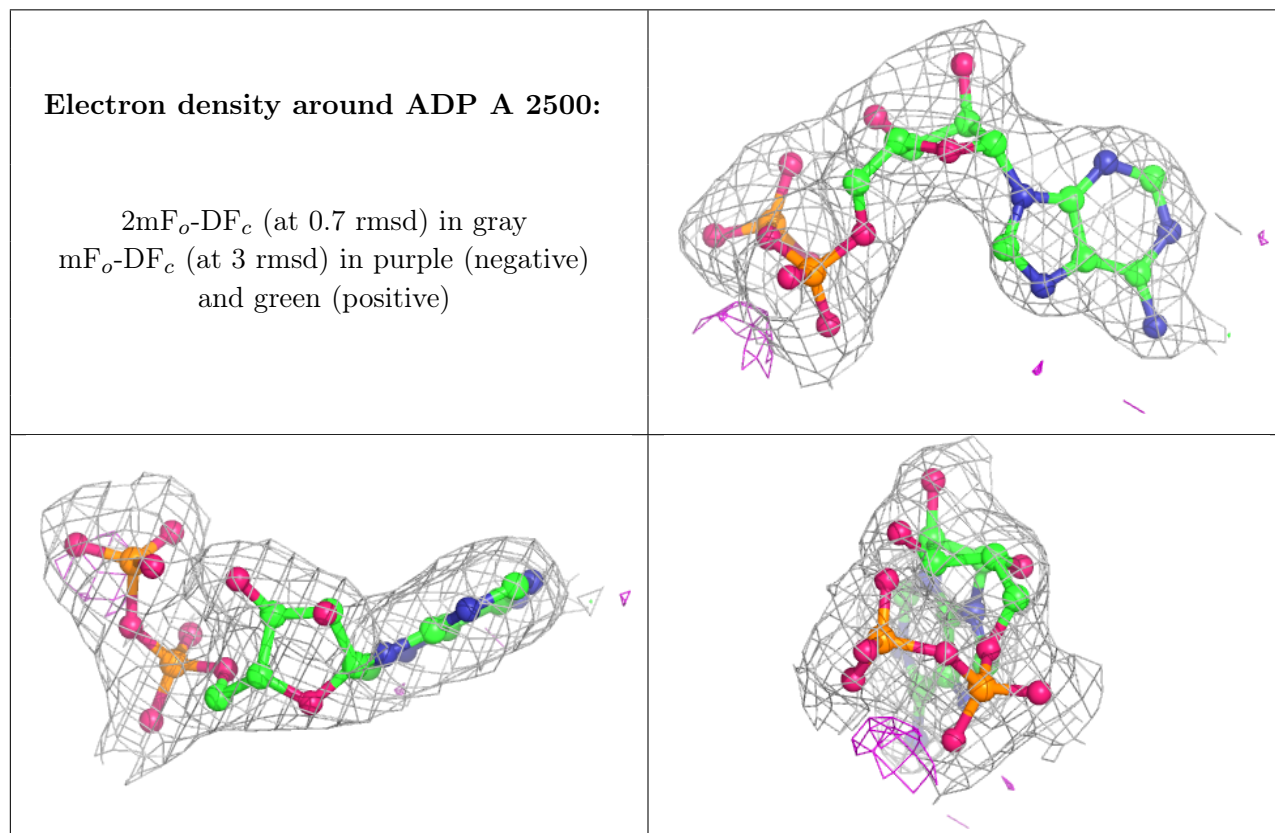 Electron density around ADP A 2500:
2mFo-DFc (at 0.7 rmsd) in gray
mFo-DFc (at 3 rmsd) in purple (negative)
and green (positive)